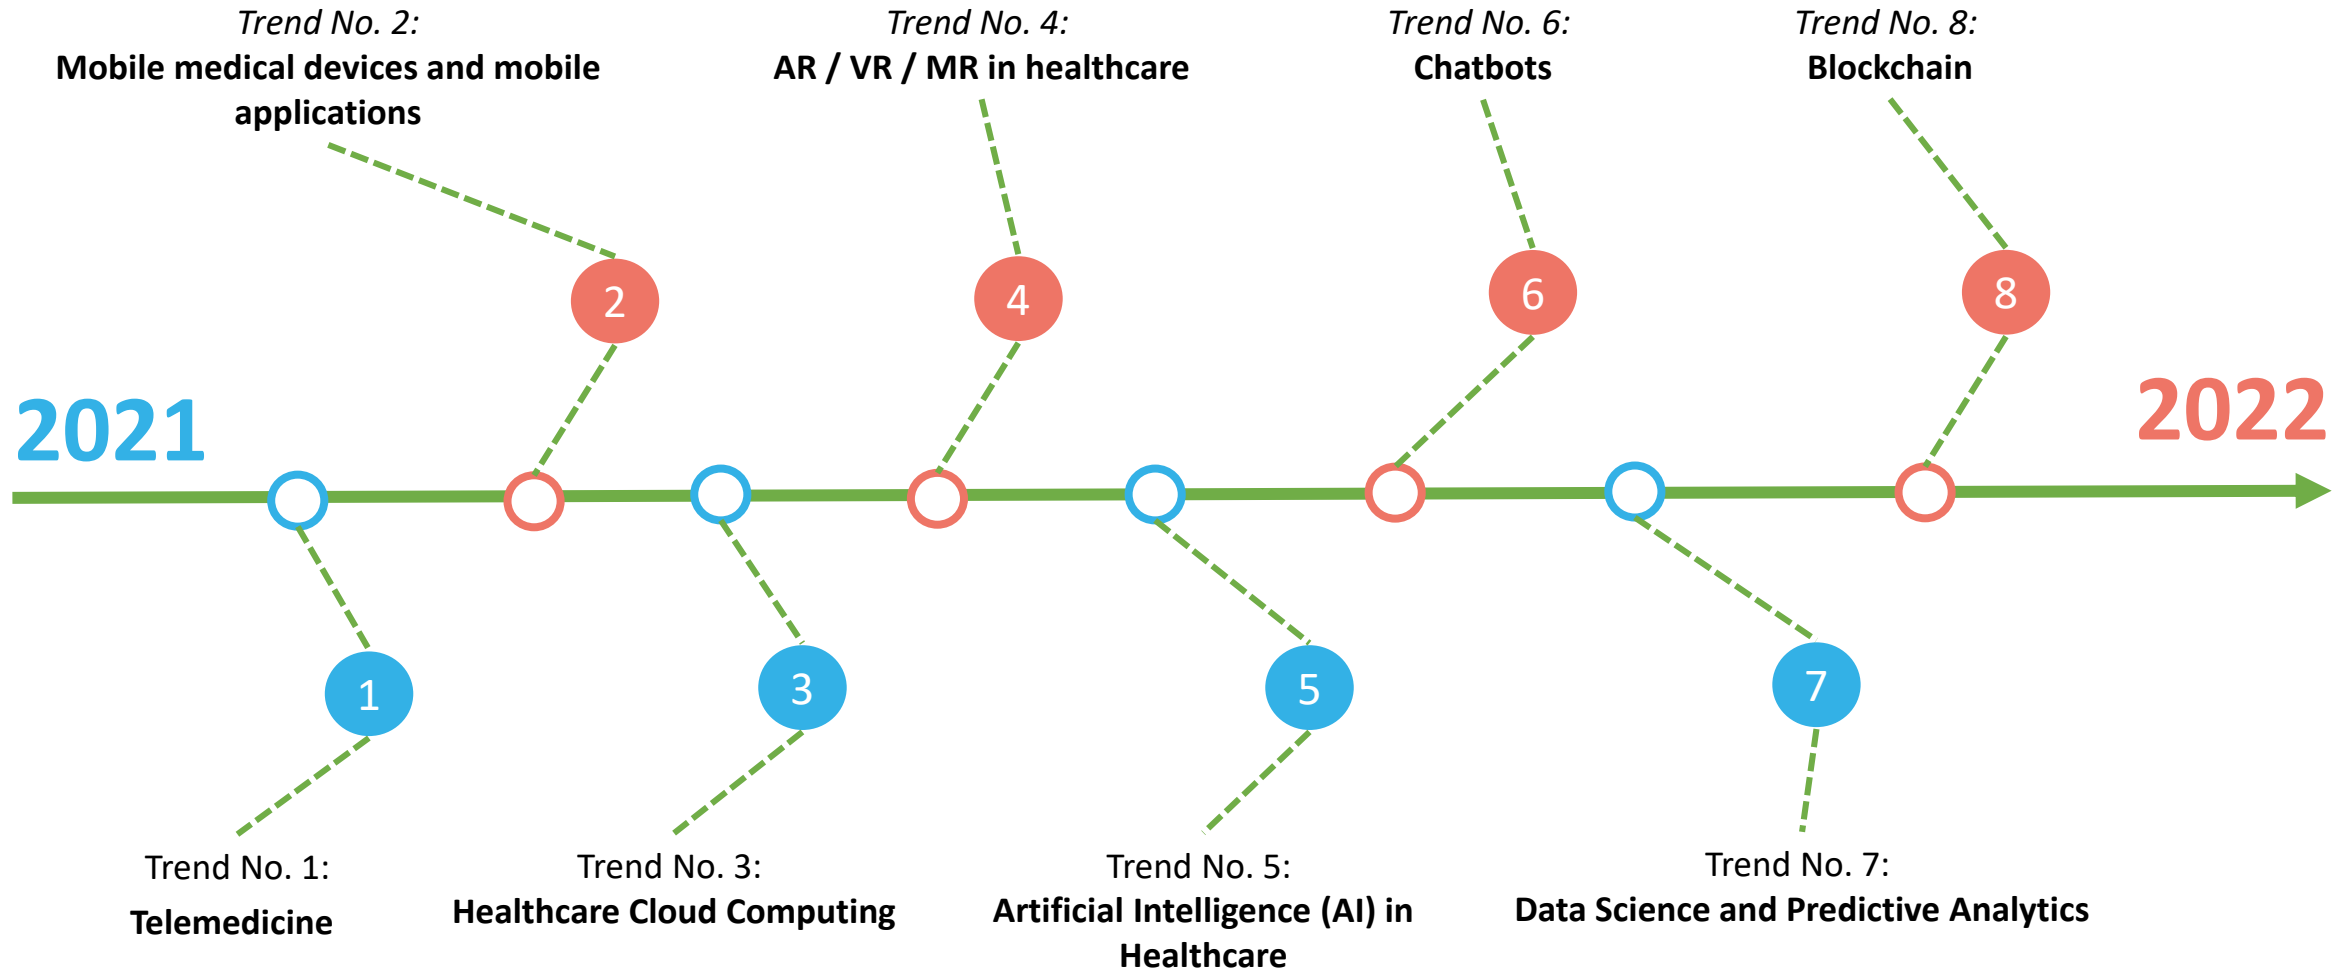 Trend No. 2:
Mobile medical devices and mobile
applications
Trend No. 4:
AR / VR / MR in healthcare
Trend No. 6:
Chatbots
Trend No. 8:
Blockchain
2
4
6
8
2021
2022
1
3
5
7
Trend No. 1:
Telemedicine
Trend No. 3:
Healthcare Cloud Computing
Trend No. 5:
Artificial Intelligence (AI) in
Healthcare
Trend No. 7:
Data Science and Predictive Analytics